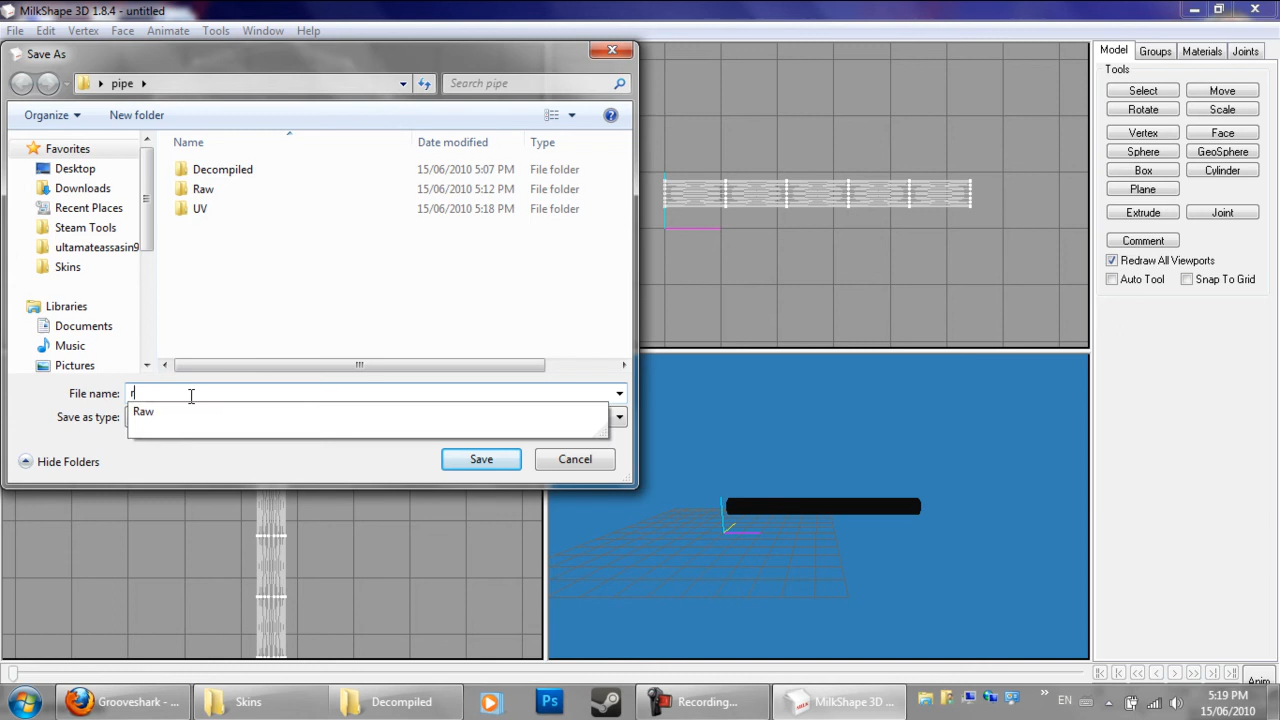 MilkShape 3D 1.8.4 - untitled
File Edit Vertex Face Animate Tools Window Help
Save As
pipe
Search pipe
Organize New folder
Name Date modified Type
Favorites
Desktop
Downloads
Recent Places
Steam Tools
ultamateassasin9
Skins
Libraries
Documents
Music
Pictures
Decompiled 15/06/2010 5:07 PM File folder
Raw 15/06/2010 5:12 PM File folder
UV 15/06/2010 5:18 PM File folder
File name: r
Raw
Save as type:
Hide Folders
Save Cancel
Model Groups Materials Joints
Tools
Select Move
Rotate Scale
Vertex Face
Sphere GeoSphere
Box Cylinder
Plane
Extrude Joint
Comment
Redraw All Viewports
Auto Tool Snap To Grid
Anim
Grooveshark - ... Skins Decompiled Ps Recording... MilkShape 3D ... EN
5:19 PM
15/06/2010